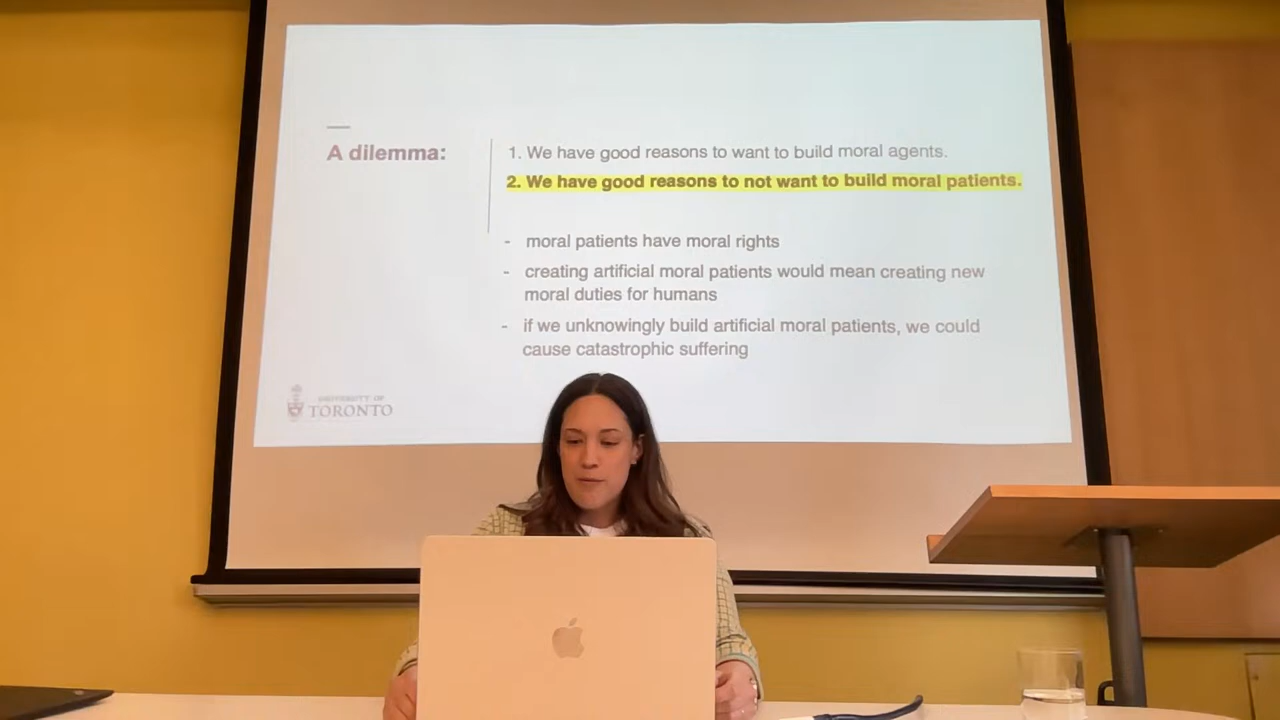 A dilemma:
1. We have good reasons to want to build moral agents.
2. We have good reasons to not want to build moral patients.
- moral patients have moral rights
- creating artificial moral patients would mean creating new
moral duties for humans
- if we unknowingly build artificial moral patients, we could
cause catastrophic suffering
UNIVERSITY OF
TORONTO